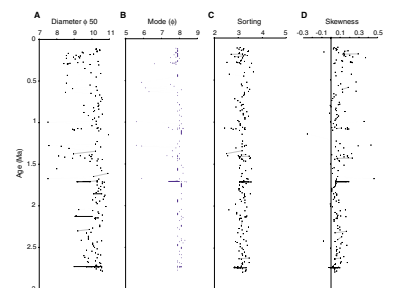 A Diameter ϕ 50 B Mode (ϕ) C Sorting D Skewness
7 8 9 10 11 5 6 7 8 9 2 3 4 5 -0.3 -0.1 0.1 0.3 0.5
0
0.5
1
1.5
2
2.5
3
Age (Ma)